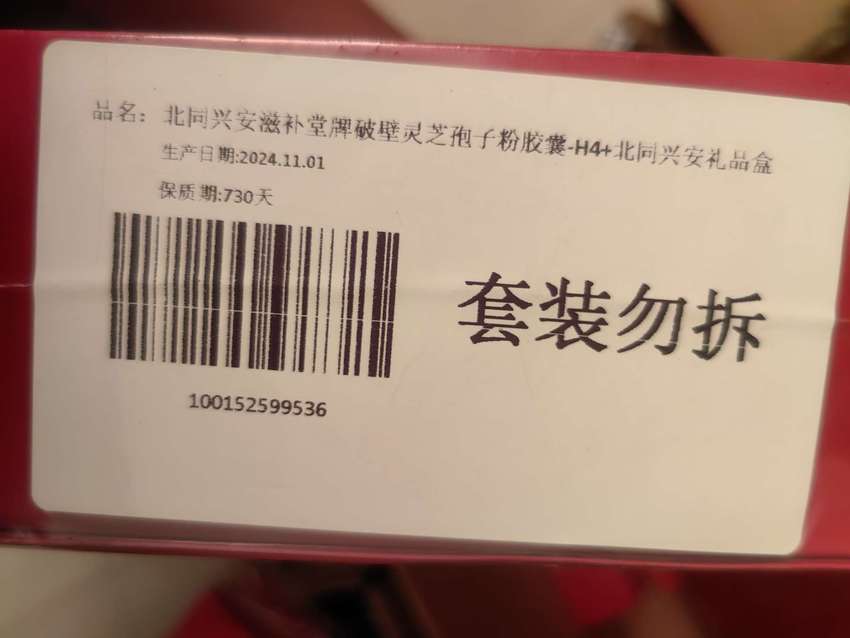 品名：北同兴安滋补堂牌破壁灵芝孢子粉胶囊-H4+北同兴安礼品盒
生产日期:2024.11.01
保质期:730天
套装勿拆
100152599536